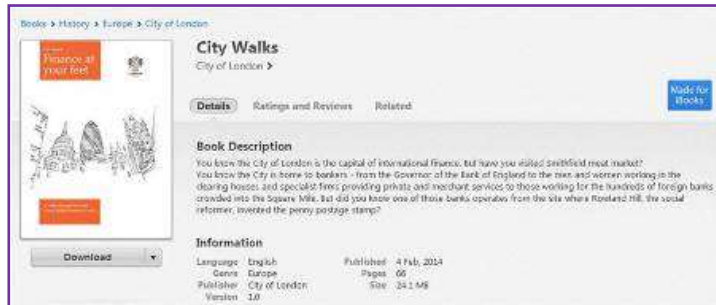 Books > History > Europe > City of London
Finance at
your feet
City Walks
City of London >
Details Ratings and Reviews Related
Made for
iBooks
Book Description
You know the City of London is the capital of international finance. But have you visited Smithfield meat market?
You know the City is home to bankers - from the Governor of the Bank of England to the men and women working in the
clearing houses and specialist firms providing private and merchant services to those working for the hundreds of foreign banks
crowded into the Square Mile. But did you know one of those banks operates from the site where Rowland Hill, the social
reformer, invented the penny postage stamp?
Download
Information
Language English Published 4 Feb, 2014
Genre Europe Pages 66
Publisher City of London Size 24.1 MB
Version 1.0